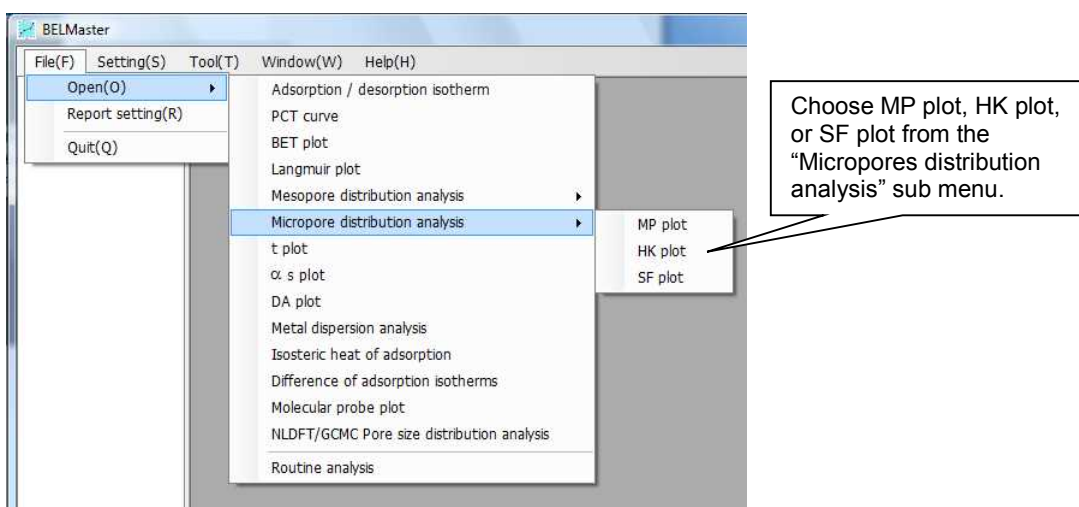 BELMaster
File(F) Setting(S) Tool(T) Window(W) Help(H)
Open(O)
Report setting(R)
Quit(Q)
Adsorption / desorption isotherm
PCT curve
BET plot
Langmuir plot
Mesopore distribution analysis
Micropore distribution analysis
t plot
α s plot
DA plot
Metal dispersion analysis
Isosteric heat of adsorption
Difference of adsorption isotherms
Molecular probe plot
NLDFT/GCMC Pore size distribution analysis
Routine analysis
MP plot
HK plot
SF plot
Choose MP plot, HK plot,
or SF plot from the
“Micropores distribution
analysis” sub menu.